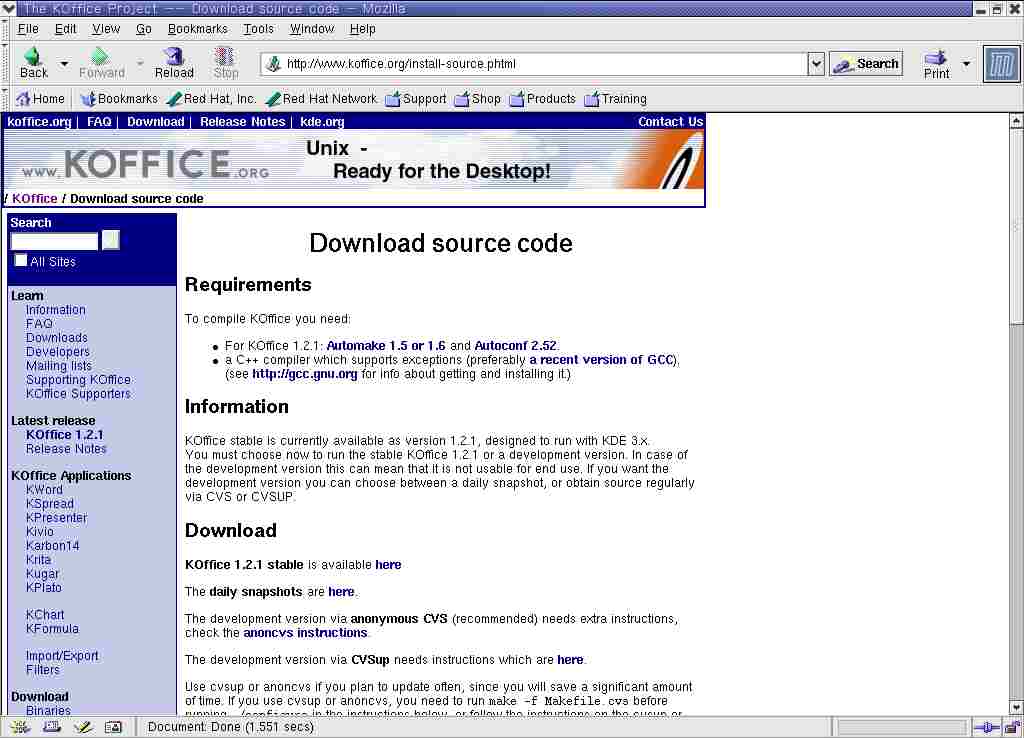 The KOffice Project -- Download source code - Mozilla
File Edit View Go Bookmarks Tools Window Help
Back Forward Reload Stop http://www.koffice.org/install-source.phtml Search Print
Home Bookmarks Red Hat, Inc. Red Hat Network Support Shop Products Training
koffice.org | FAQ | Download | Release Notes | kde.org Contact Us
www.KOFFICE.ORG
Unix -
Ready for the Desktop!
/ KOffice / Download source code
Search
All Sites
Learn
Information
FAQ
Downloads
Developers
Mailing lists
Supporting KOffice
KOffice Supporters
Latest release
KOffice 1.2.1
Release Notes
KOffice Applications
KWord
KSpread
KPresenter
Kivio
Karbon14
Krita
Kugar
KPlato
KChart
KFormula
Import/Export
Filters
Download
Binaries
Download source code
Requirements
To compile KOffice you need:
For KOffice 1.2.1: Automake 1.5 or 1.6 and Autoconf 2.52.
a C++ compiler which supports exceptions (preferably a recent version of GCC).
(see http://gcc.gnu.org for info about getting and installing it.)
Information
KOffice stable is currently available as version 1.2.1, designed to run with KDE 3.x.
You must choose now to run the stable KOffice 1.2.1 or a development version. In case of
the development version this can mean that it is not usable for end use. If you want the
development version you can choose between a daily snapshot, or obtain source regularly
via CVS or CVSUP.
Download
KOffice 1.2.1 stable is available here
The daily snapshots are here.
The development version via anonymous CVS (recommended) needs extra instructions,
check the anoncvs instructions.
The development version via CVSup needs instructions which are here.
Use cvsup or anoncvs if you plan to update often, since you will save a significant amount
of time. If you use cvsup or anoncvs, you need to run make -f Makefile.cvs before
running ./configure in the instructions below, or follow the instructions on the cvsup or
Document: Done (1.551 secs)